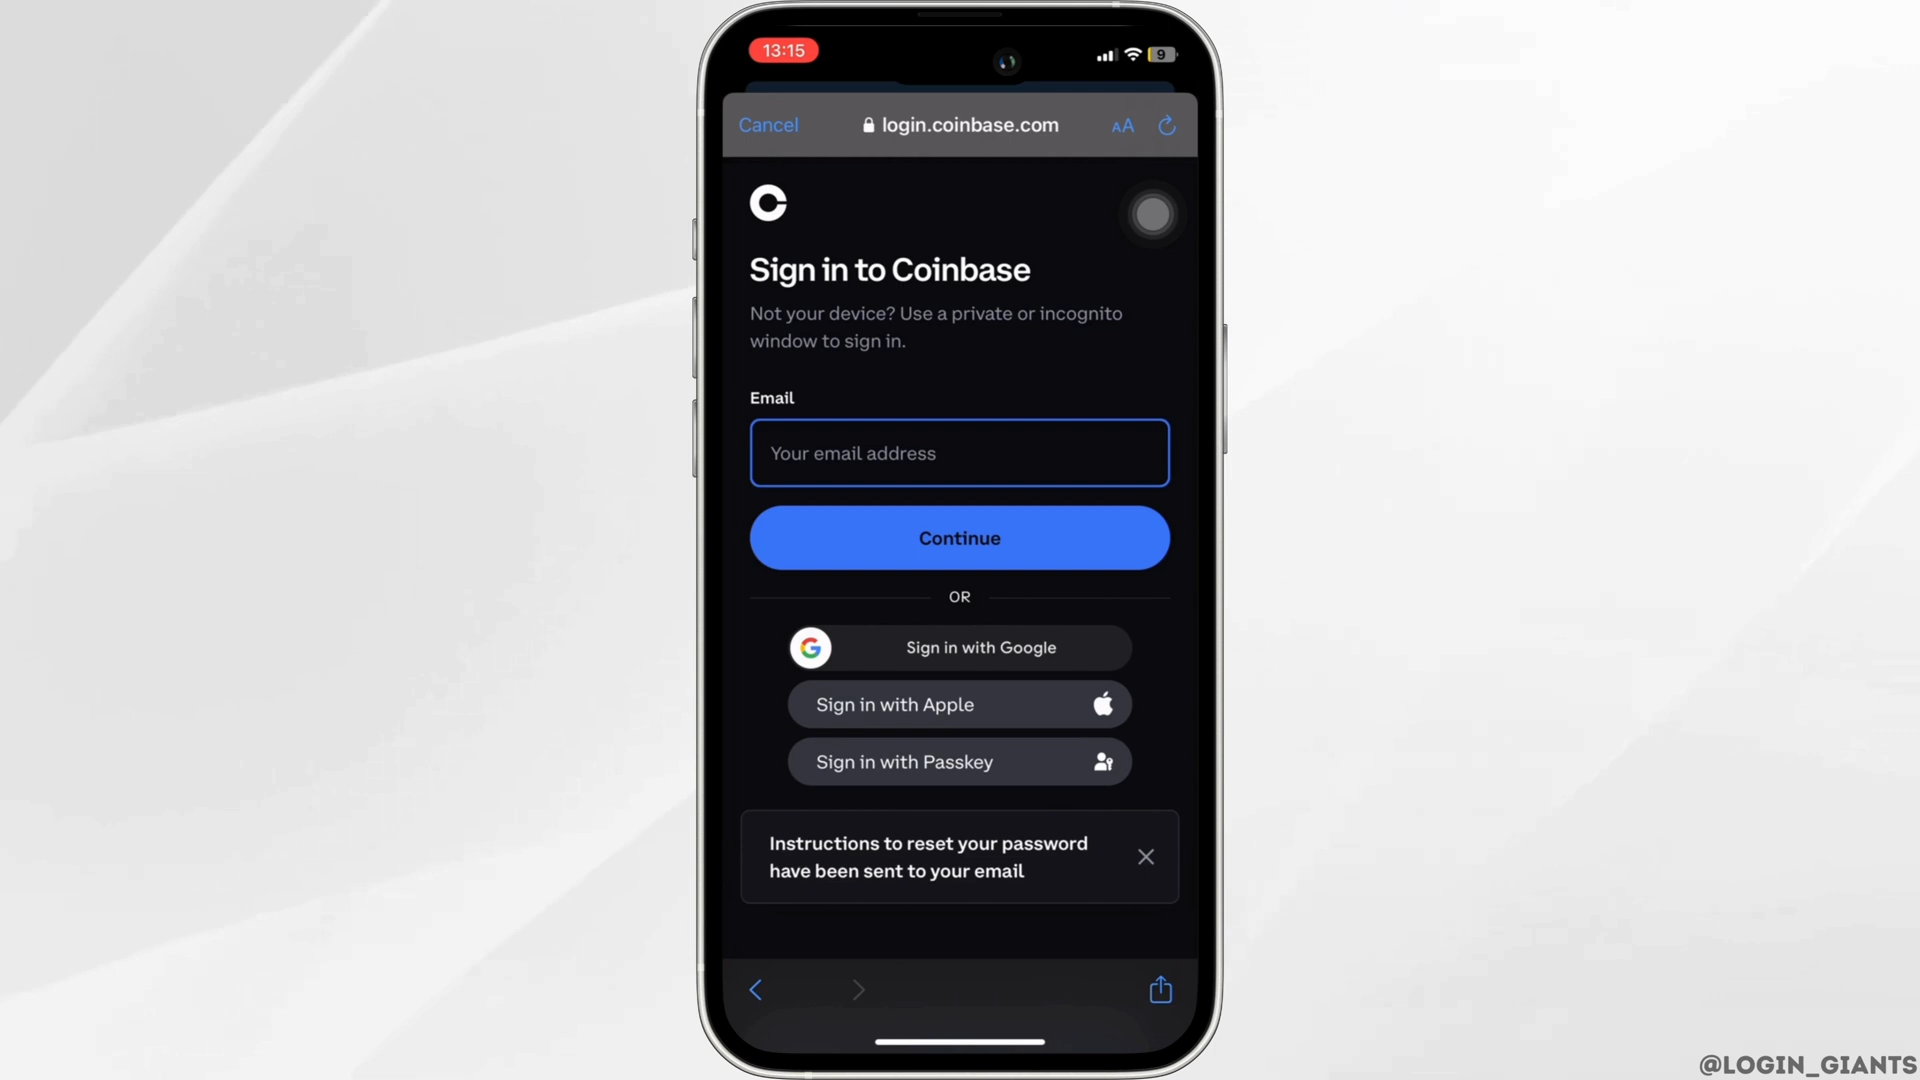 13:15
9
Cancel
login.coinbase.com
AA
Sign in to Coinbase
Not your device? Use a private or incognito
window to sign in.
Email
Your email address
Continue
OR
Sign in with Google
Sign in with Apple
Sign in with Passkey
Instructions to reset your password
have been sent to your email
@LOGIN_GIANTS